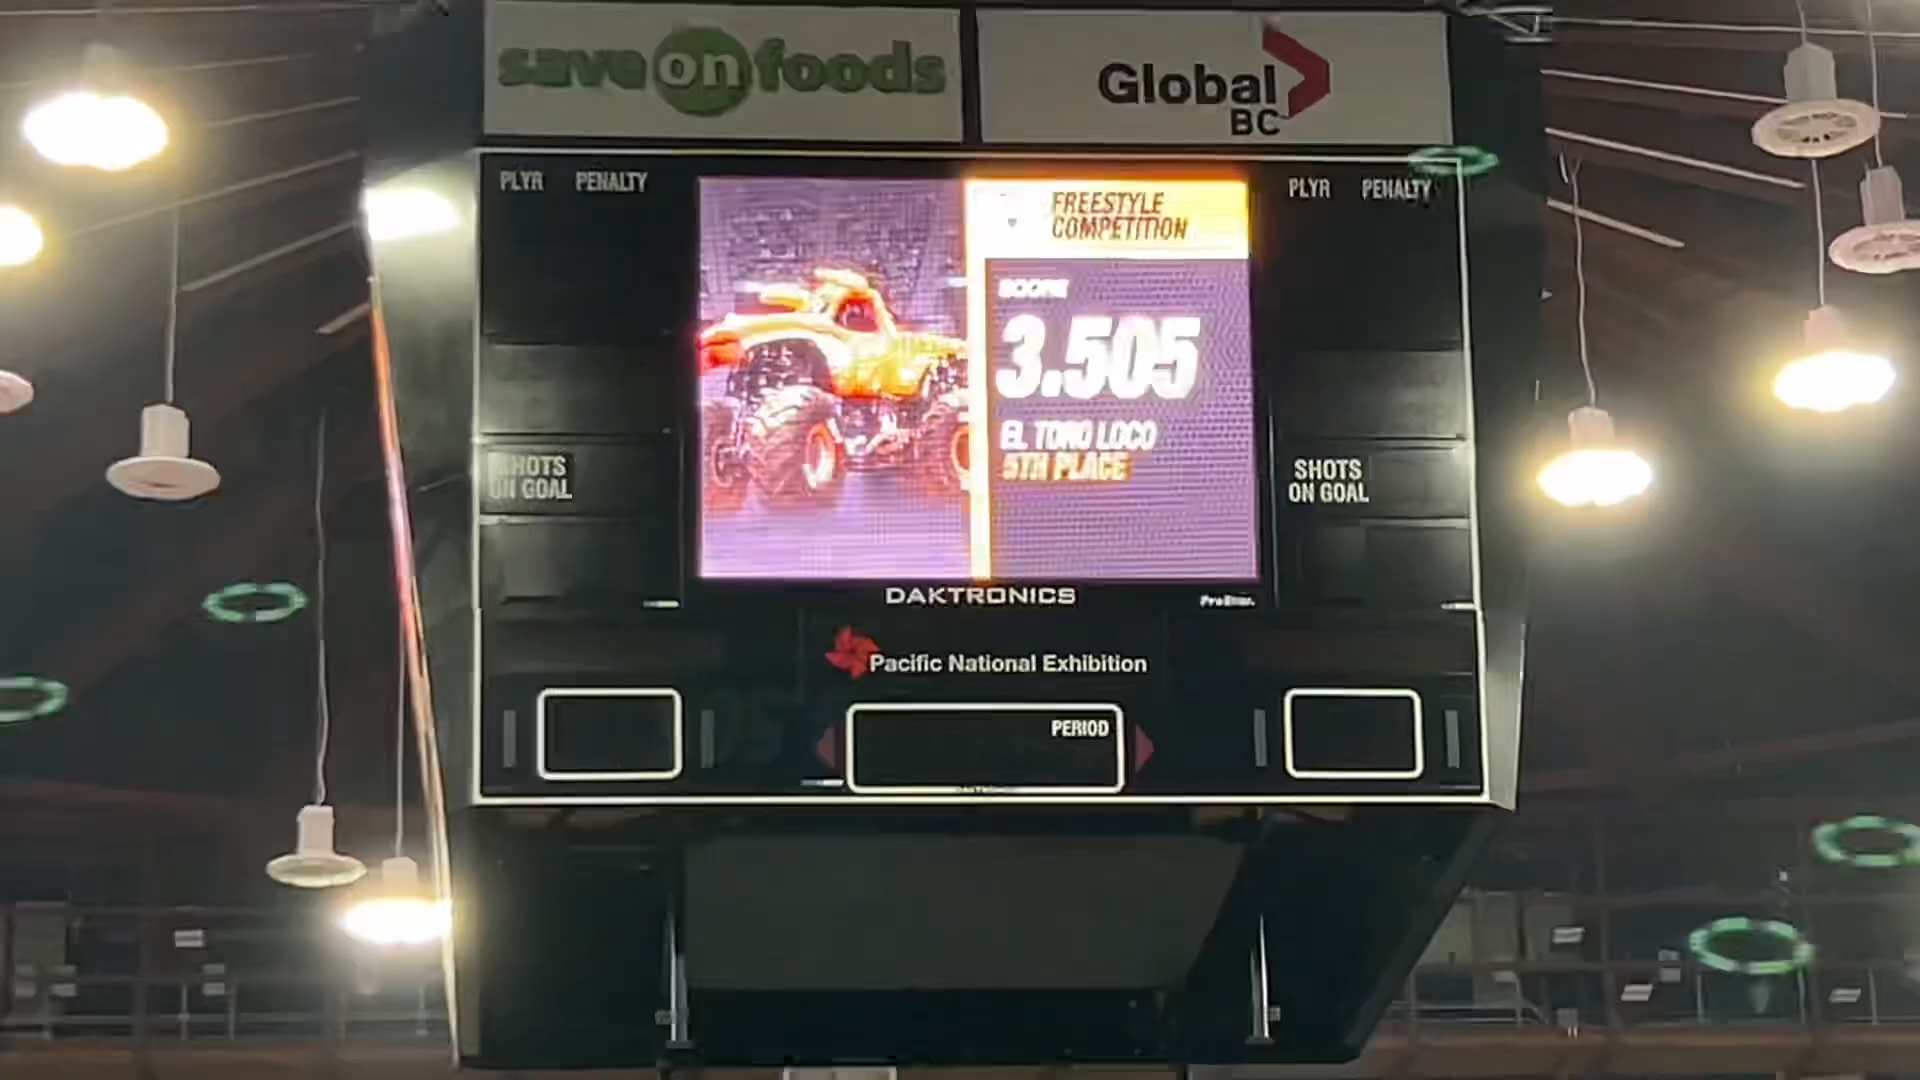 save on foods
Global
BC
PLYR PENALTY
PLYR PENALTY
FREESTYLE
COMPETITION
SCORE
3.505
EL TORO LOCO
5TH PLACE
SHOTS
ON GOAL
SHOTS
ON GOAL
DAKTRONICS
ProStar.
Pacific National Exhibition
PERIOD